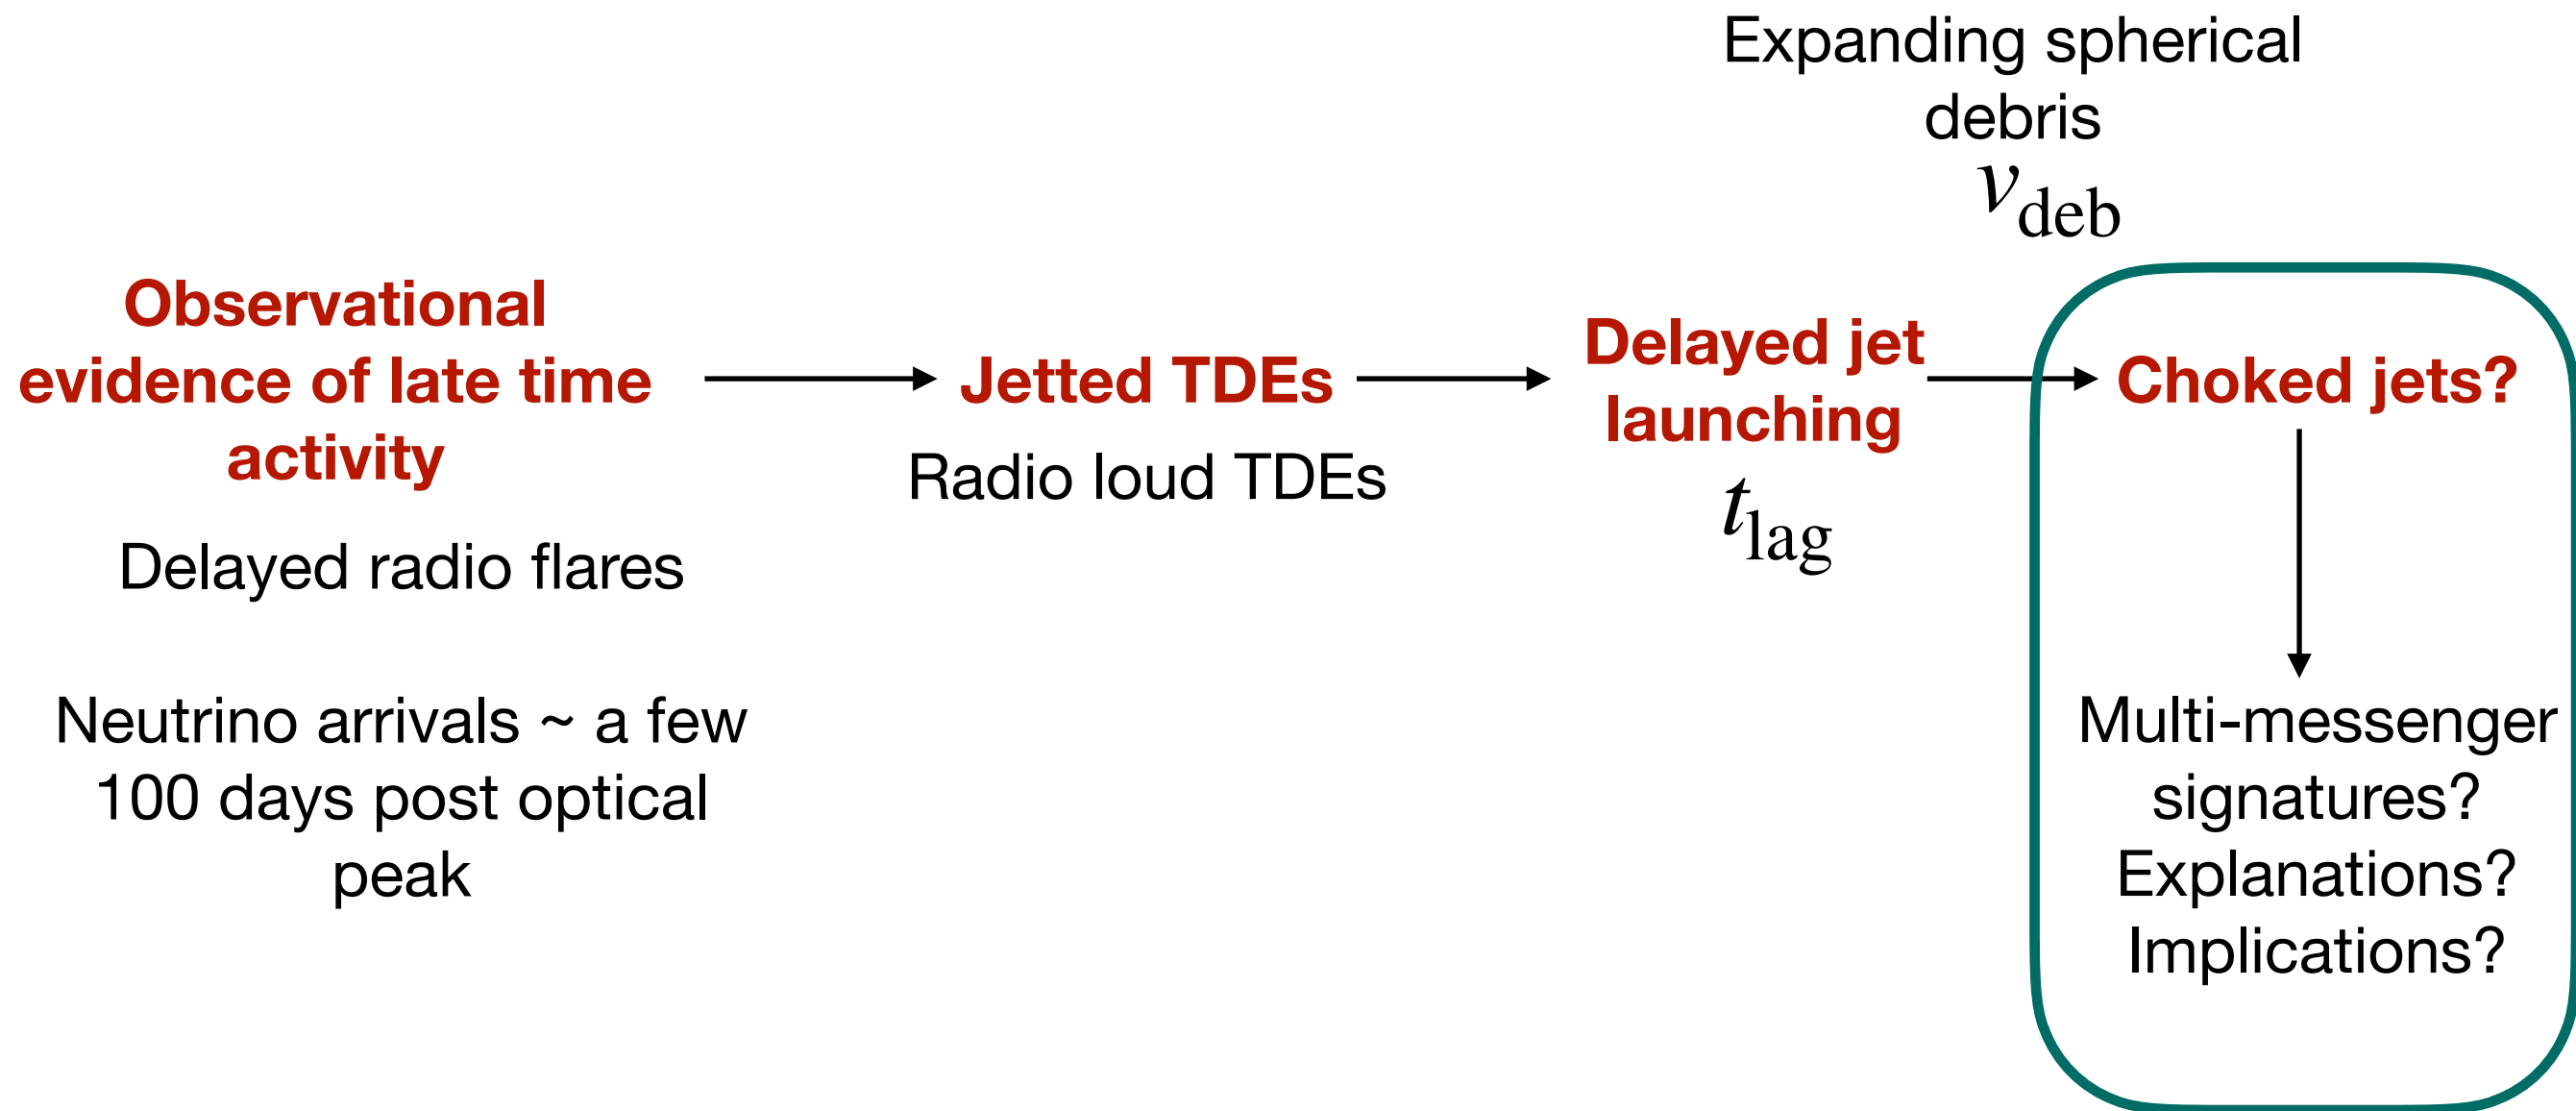 Observational
evidence of late time
activity
Delayed radio flares
Neutrino arrivals ~ a few
100 days post optical
peak
Jetted TDEs
Radio loud TDEs
Expanding spherical
debris
v_deb
Delayed jet
launching
t_lag
Choked jets?
Multi-messenger
signatures?
Explanations?
Implications?